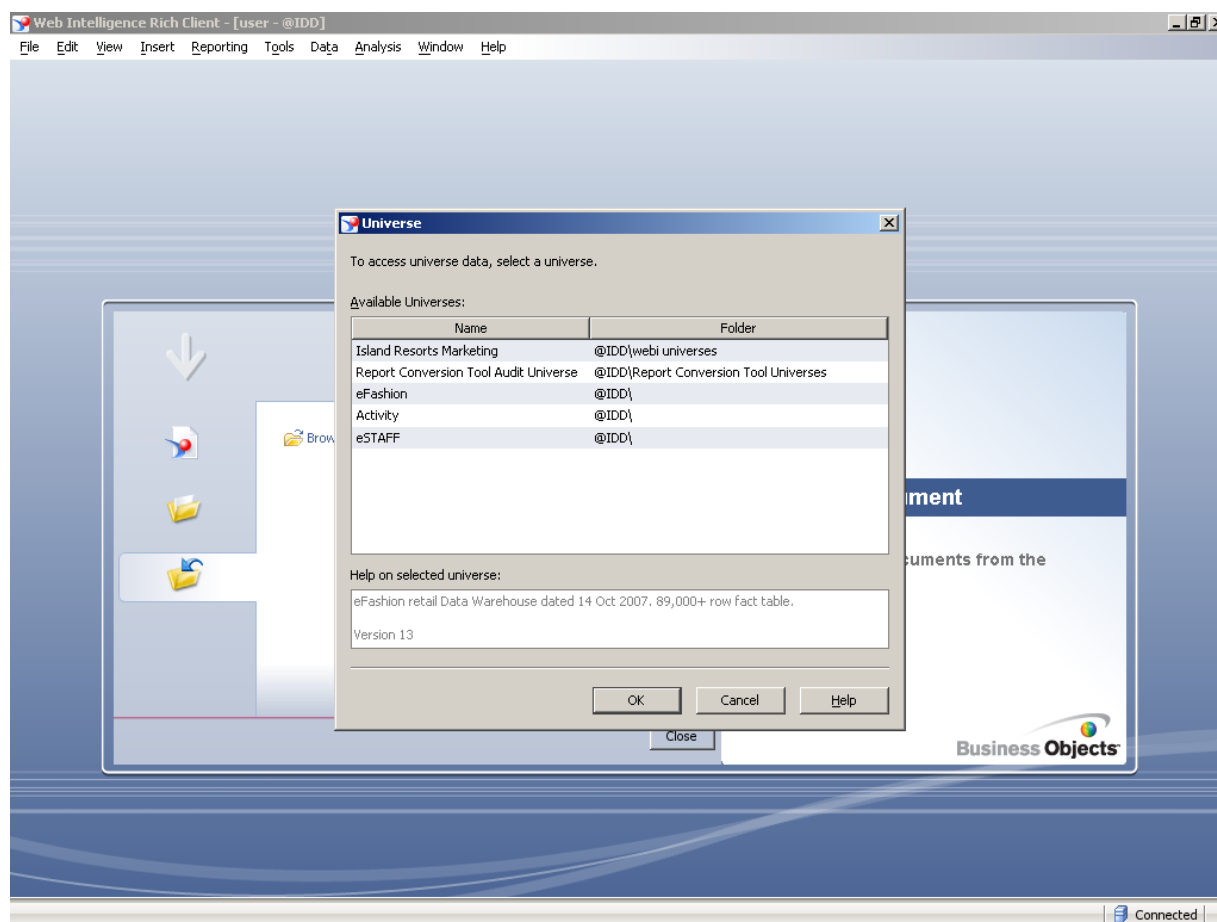 Web Intelligence Rich Client - [user - @IDD]
File Edit View Insert Reporting Tools Data Analysis Window Help
Universe
To access universe data, select a universe.
Available Universes:
Name Folder
Island Resorts Marketing @IDD\webi universes
Report Conversion Tool Audit Universe @IDD\Report Conversion Tool Universes
eFashion @IDD\
Activity @IDD\
eSTAFF @IDD\
Help on selected universe:
eFashion retail Data Warehouse dated 14 Oct 2007. 89,000+ row fact table.
Version 13
OK Cancel Help
Brow
ument
cuments from the
Close
Business Objects
Connected